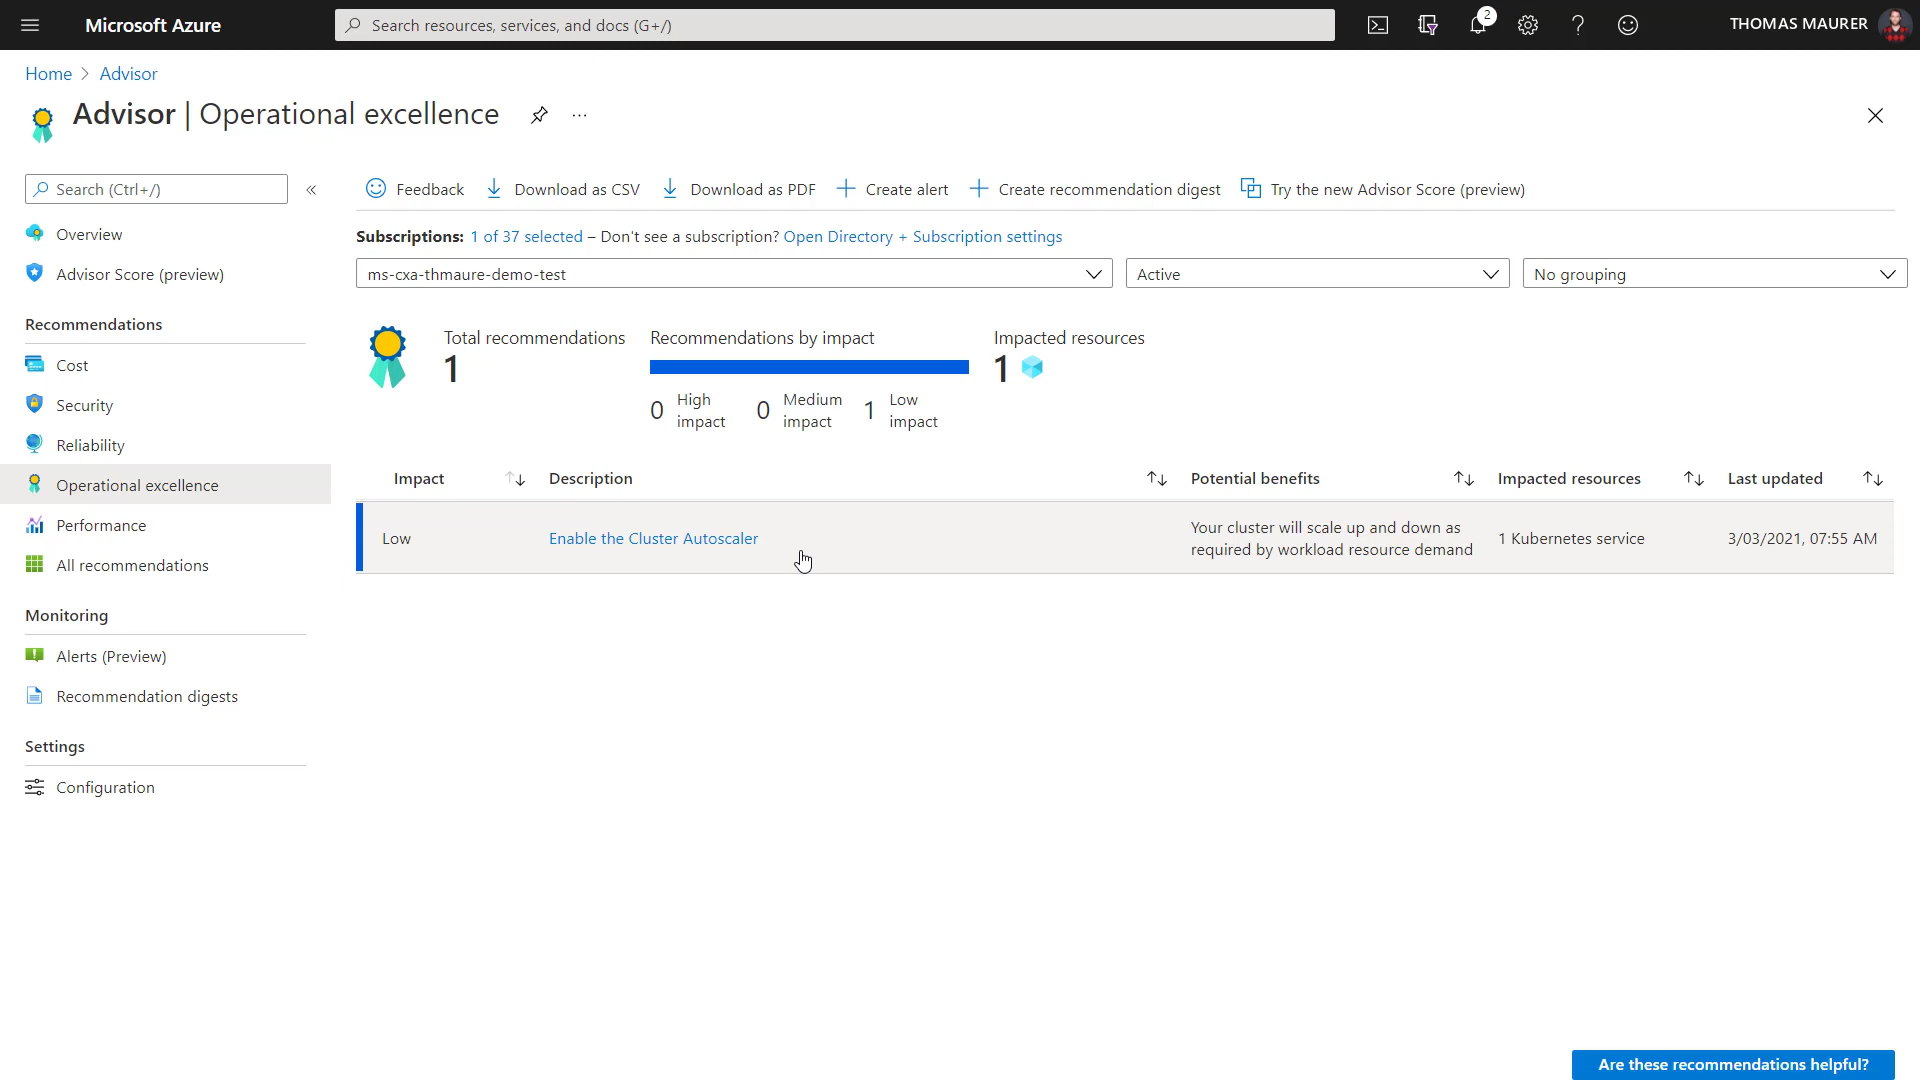 Microsoft Azure
Search resources, services, and docs (G+/)
2
THOMAS MAURER
Home > Advisor
Advisor | Operational excellence
...
Search (Ctrl+/)
«
Overview
Advisor Score (preview)
Recommendations
Cost
Security
Reliability
Operational excellence
Performance
All recommendations
Monitoring
Alerts (Preview)
Recommendation digests
Settings
Configuration
Feedback
Download as CSV
Download as PDF
Create alert
Create recommendation digest
Try the new Advisor Score (preview)
Subscriptions: 1 of 37 selected – Don't see a subscription? Open Directory + Subscription settings
ms-cxa-thmaure-demo-test
Active
No grouping
Total recommendations
1
Recommendations by impact
0 High impact
0 Medium impact
1 Low impact
Impacted resources
1
Impact
Description
Potential benefits
Impacted resources
Last updated
Low
Enable the Cluster Autoscaler
Your cluster will scale up and down as
required by workload resource demand
1 Kubernetes service
3/03/2021, 07:55 AM
Are these recommendations helpful?